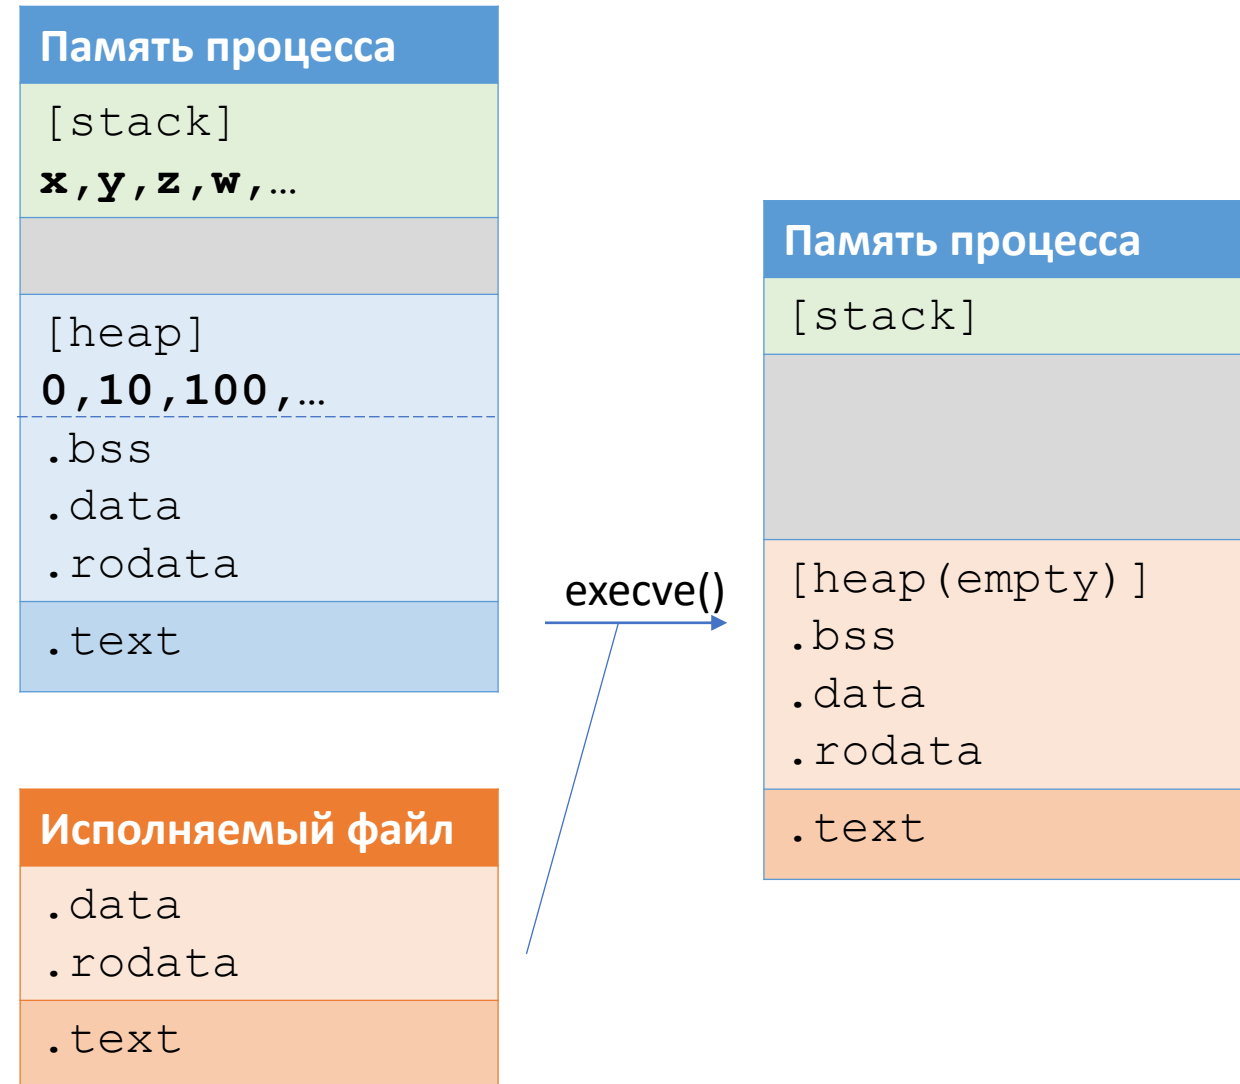 Память процесса
[stack]
x,y,z,w,…
[heap]
0,10,100,…
.bss
.data
.rodata
.text
Исполняемый файл
.data
.rodata
.text
execve()
Память процесса
[stack]
[heap(empty)]
.bss
.data
.rodata
.text